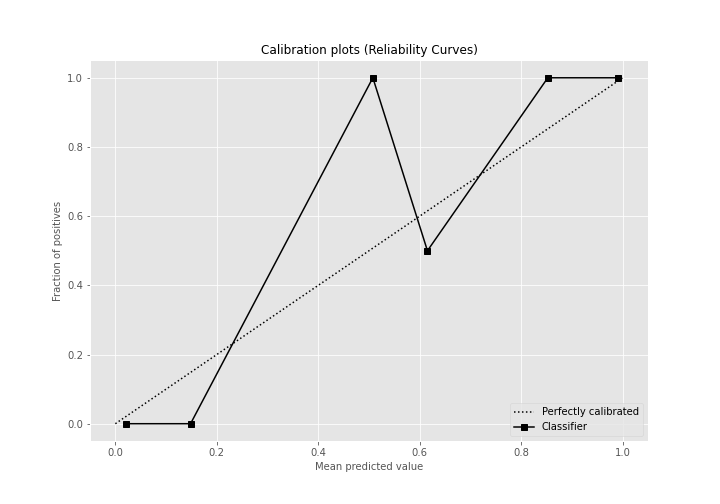 Calibration plots (Reliability Curves)
1.0
0.8
0.6
0.4
0.2
0.0
Fraction of positives
0.0 0.2 0.4 0.6 0.8 1.0
Mean predicted value
Perfectly calibrated
Classifier